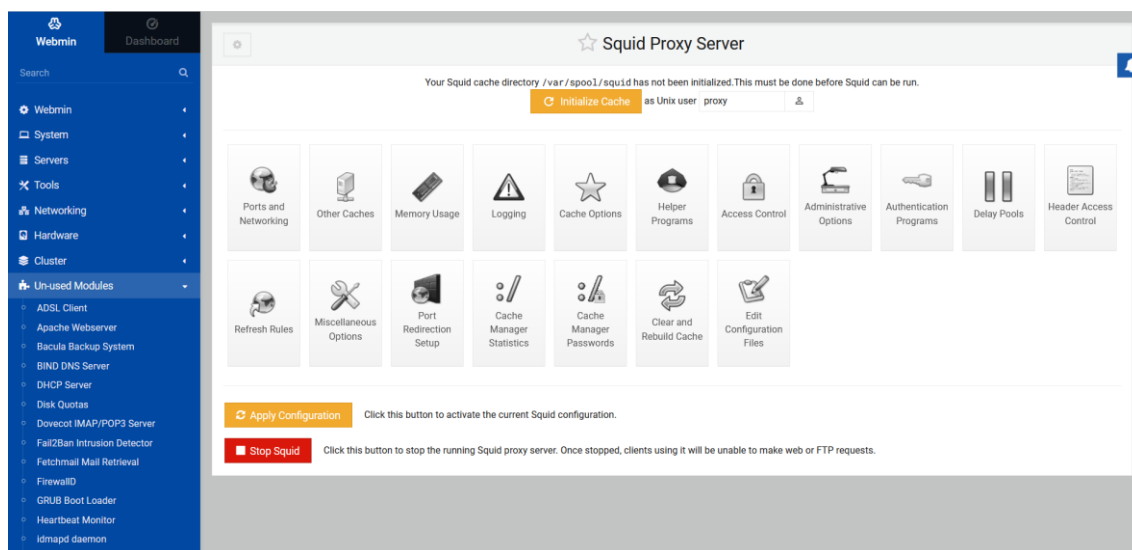 Webmin
Dashboard
Search
Webmin
System
Servers
Tools
Networking
Hardware
Cluster
Un-used Modules
ADSL Client
Apache Webserver
Bacula Backup System
BIND DNS Server
DHCP Server
Disk Quotas
Dovecot IMAP/POP3 Server
Fail2Ban Intrusion Detector
Fetchmail Mail Retrieval
FirewallD
GRUB Boot Loader
Heartbeat Monitor
idmapd daemon
Squid Proxy Server
Your Squid cache directory /var/spool/squid has not been initialized.This must be done before Squid can be run.
Initialize Cache as Unix user proxy
Ports and
Networking
Other Caches
Memory Usage
Logging
Cache Options
Helper
Programs
Access Control
Administrative
Options
Authentication
Programs
Delay Pools
Header Access
Control
Refresh Rules
Miscellaneous
Options
Port
Redirection
Setup
Cache
Manager
Statistics
Cache
Manager
Passwords
Clear and
Rebuild Cache
Edit
Configuration
Files
Apply Configuration Click this button to activate the current Squid configuration.
Stop Squid Click this button to stop the running Squid proxy server. Once stopped, clients using it will be unable to make web or FTP requests.